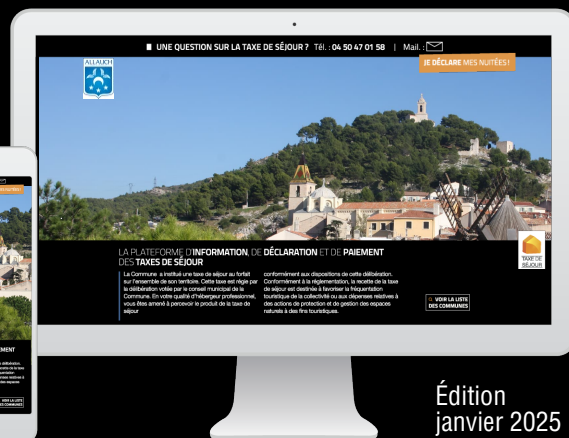 UNE QUESTION SUR LA TAXE DE SÉJOUR ? Tél. : 04 50 47 01 58 | Mail. :
JE DÉCLARE MES NUITÉES !
ALLAUCH
LA PLATEFORME D'INFORMATION, DE DÉCLARATION ET DE PAIEMENT
DES TAXES DE SÉJOUR
La Commune a institué une taxe de séjour au forfait
sur l'ensemble de son territoire. Cette taxe est régie par
la délibération votée par le conseil municipal de la
Commune. En votre qualité d'hébergeur professionnel,
vous êtes amené à percevoir le produit de la taxe de
séjour
conformément aux dispositions de cette délibération.
Conformément à la réglementation, la recette de la taxe
de séjour est destinée à favoriser la fréquentation
touristique de la collectivité ou aux dépenses relatives à
des actions de protection et de gestion des espaces
naturels à des fins touristiques.
TAXE DE
SÉJOUR
VOIR LA LISTE
DES COMMUNES
EMENT
VOIR LA LISTE
DES COMMUNES
Édition
janvier 2025